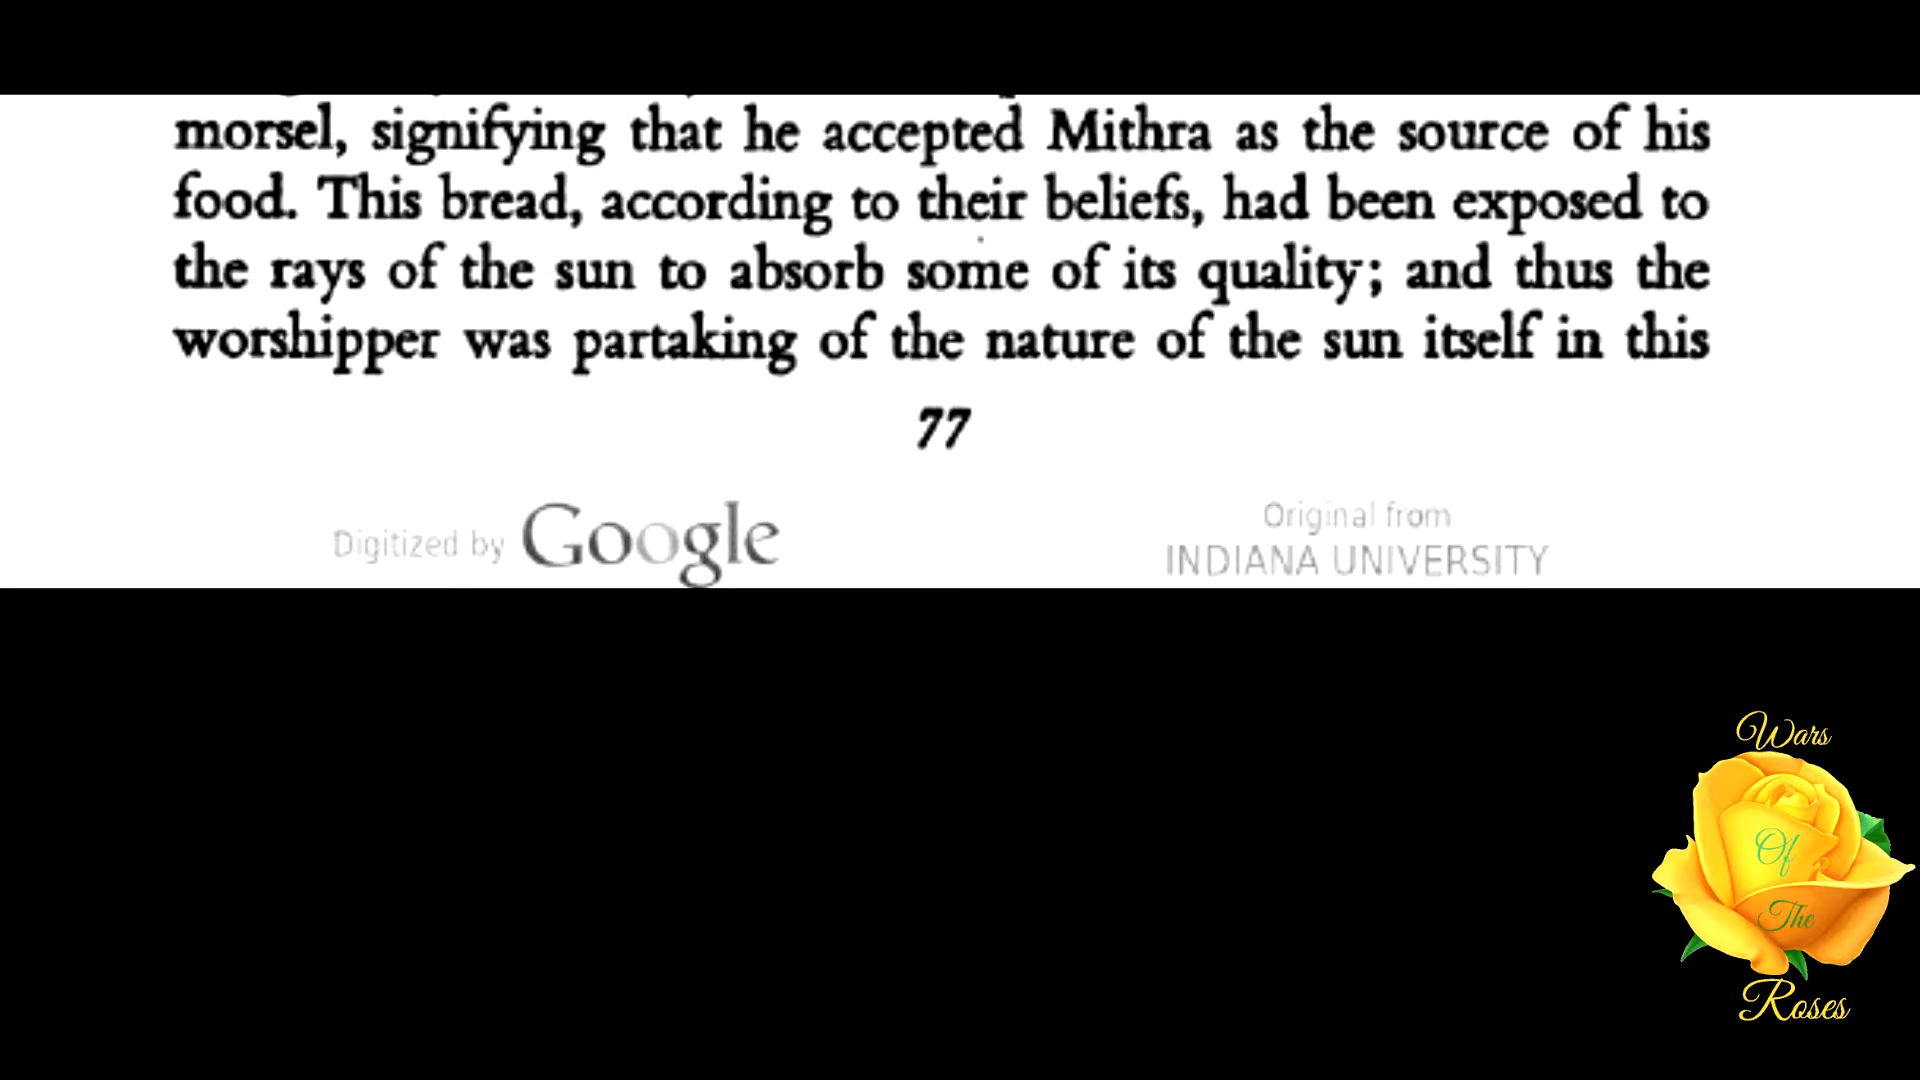 morsel, signifying that he accepted Mithra as the source of his
food. This bread, according to their beliefs, had been exposed to
the rays of the sun to absorb some of its quality; and thus the
worshipper was partaking of the nature of the sun itself in this
77
Digitized by Google
Original from
INDIANA UNIVERSITY
Wars
Of
The
Roses